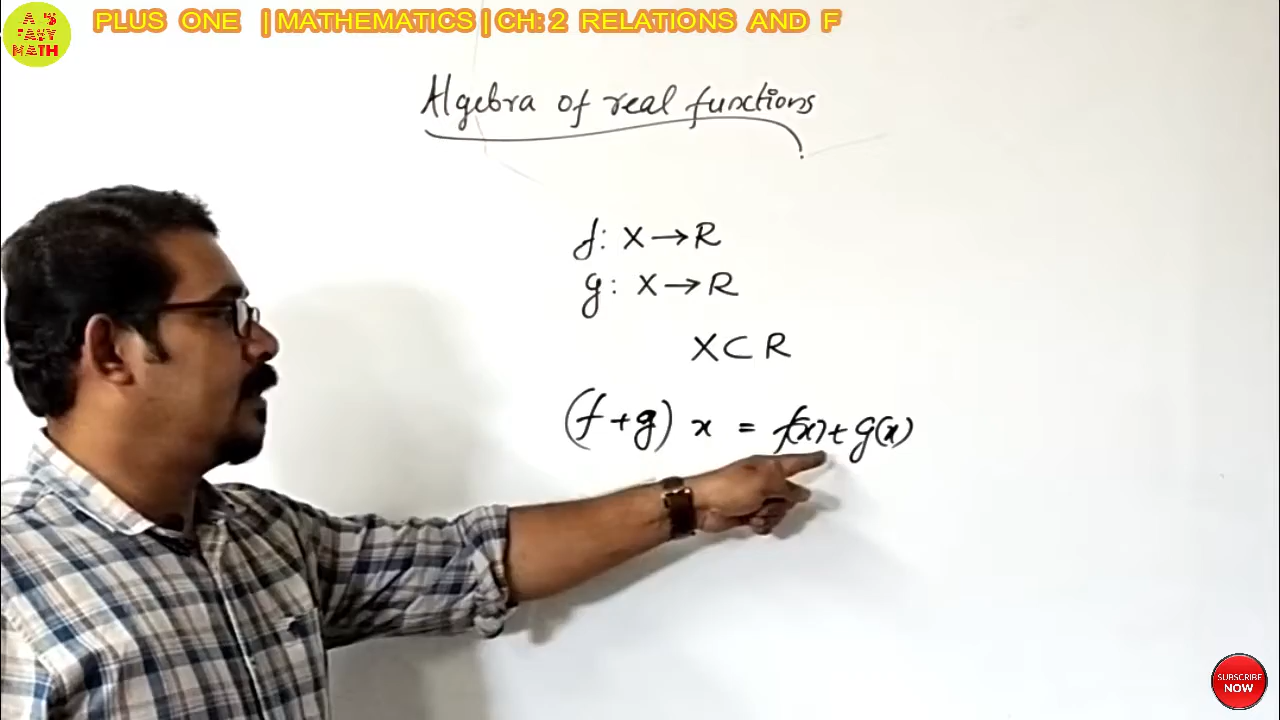 A B
EASY
MATH
PLUS ONE | MATHEMATICS | CH: 2 RELATIONS AND F
Algebra of real functions
f: X→R
g: X→R
X⊂R
(f+g) x = f(x)+g(x)
SUBSCRIBE
NOW